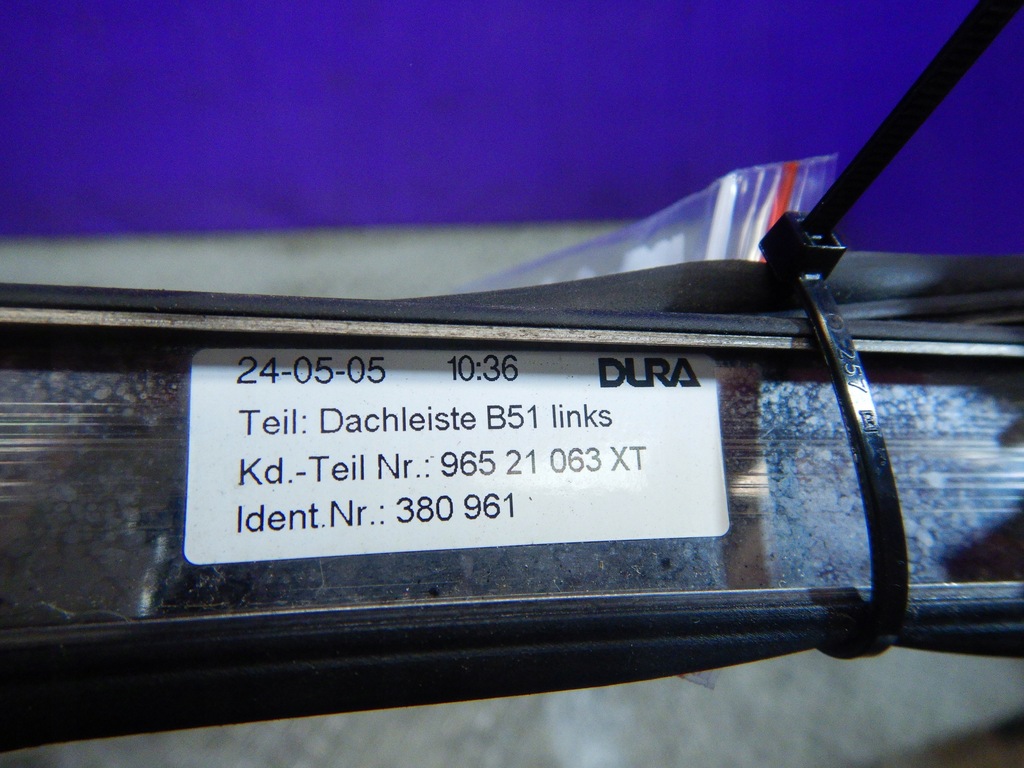 24-05-05 10:36 DURA
Teil: Dachleiste B51 links
Kd.-Teil Nr.: 965 21 063 XT
Ident.Nr.: 380 961